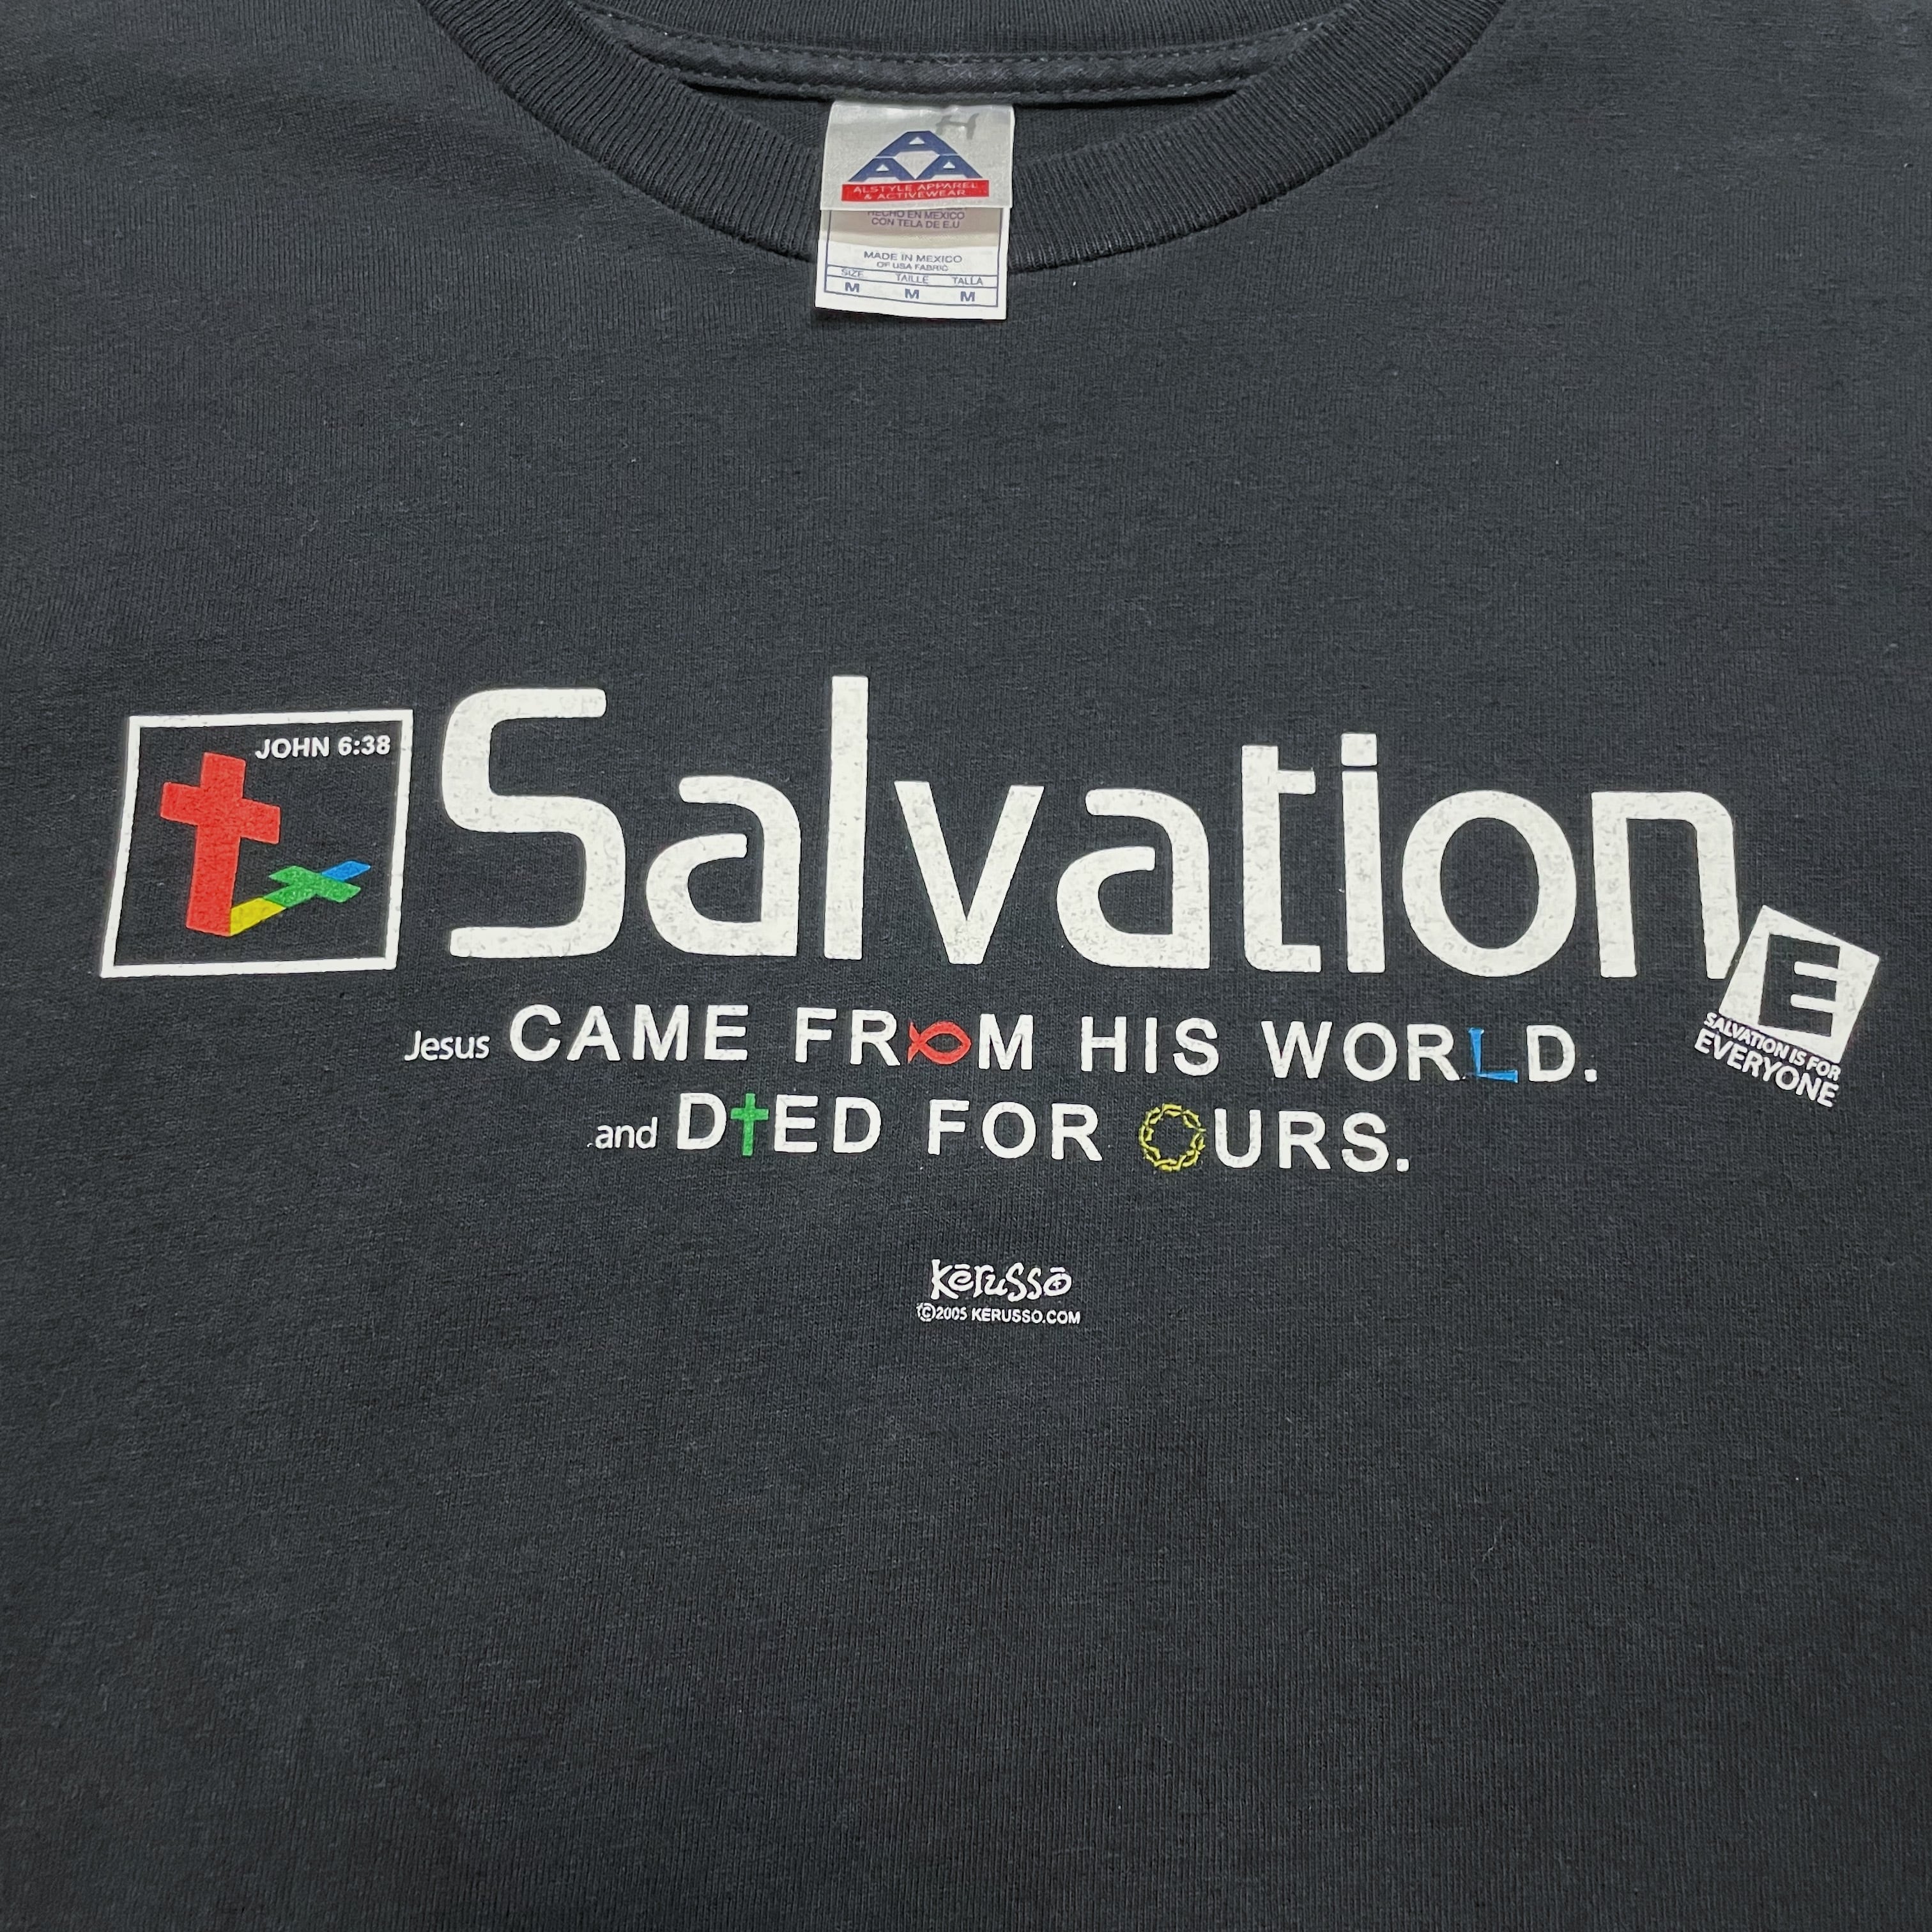 H
AAA
ALSTYLE APPAREL
& ACTIVEWEAR
HECHO EN MEXICO
CON TELA DE E.U
MADE IN MEXICO
OF USA FABRIC
SIZE TAILLE TALLA
M M M
JOHN 6:38
Salvation
E
SALVATION IS FOR
EVERYONE
Jesus CAME FROM HIS WORLD.
and DIED FOR OURS.
Kērussō
©2005 KERUSSO.COM